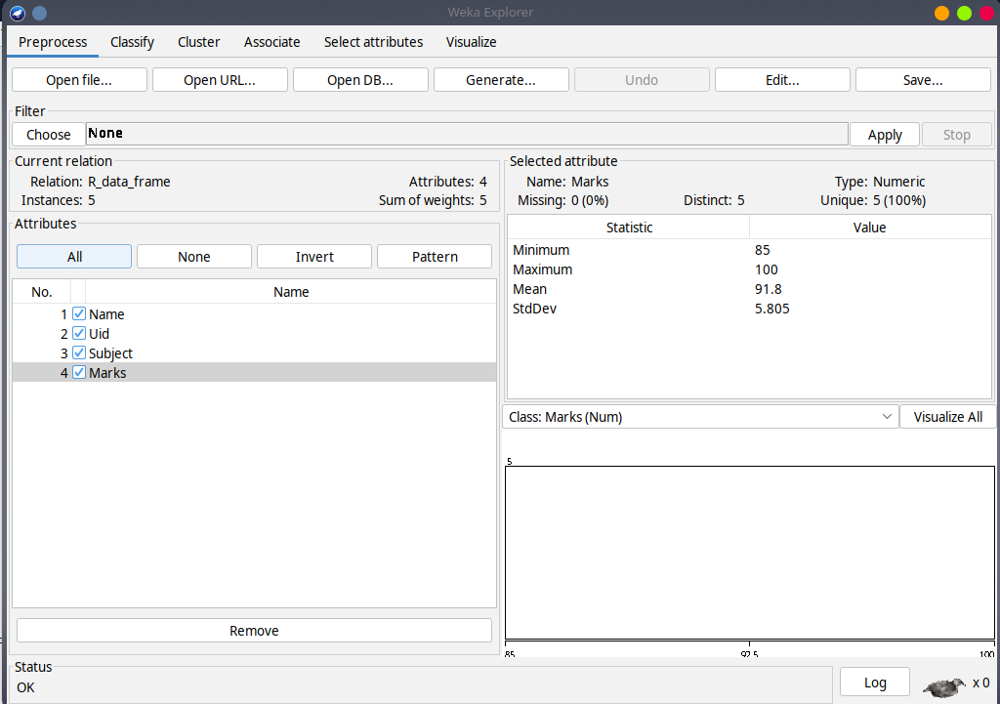 Weka Explorer
Preprocess Classify Cluster Associate Select attributes Visualize
Open file... Open URL... Open DB... Generate... Undo Edit... Save...
Filter
Choose None Apply Stop
Current relation
Relation: R_data_frame Attributes: 4
Instances: 5 Sum of weights: 5
Attributes
All None Invert Pattern
No. Name
1 Name
2 Uid
3 Subject
4 Marks
Remove
Selected attribute
Name: Marks Type: Numeric
Missing: 0 (0%) Distinct: 5 Unique: 5 (100%)
Statistic Value
Minimum 85
Maximum 100
Mean 91.8
StdDev 5.805
Class: Marks (Num) Visualize All
5
85 92.5 100
Status
OK
Log x 0